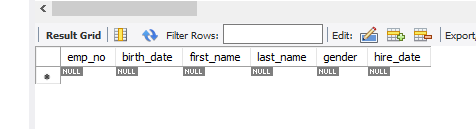 Result Grid Filter Rows: Edit: Export
emp_no birth_date first_name last_name gender hire_date
NULL NULL NULL NULL NULL NULL